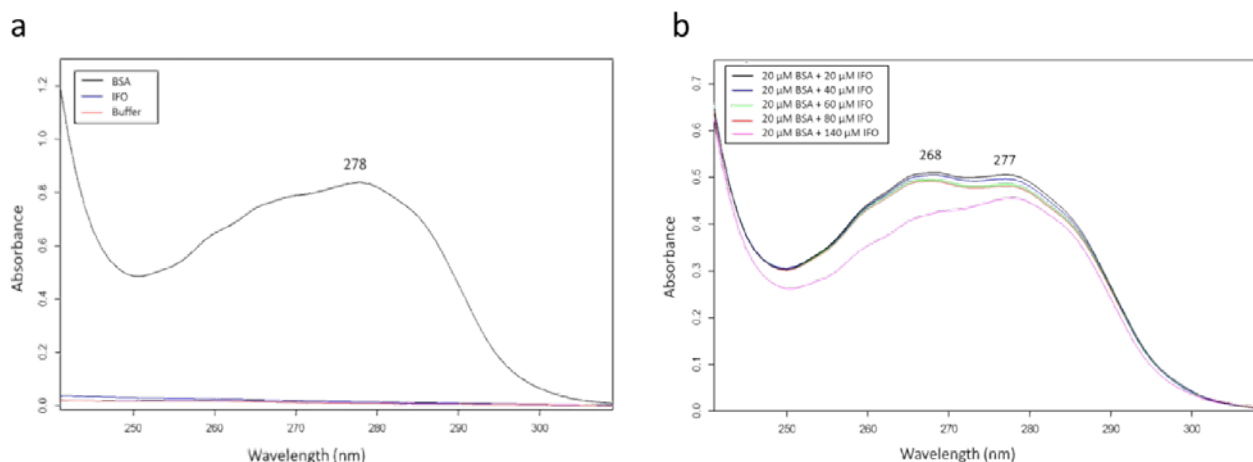 a
BSA
IFO
Buffer
278
1.2
1.0
0.8
0.6
0.4
0.2
0.0
Absorbance
250 260 270 280 290 300
Wavelength (nm)
b
20 µM BSA + 20 µM IFO
20 µM BSA + 40 µM IFO
20 µM BSA + 60 µM IFO
20 µM BSA + 80 µM IFO
20 µM BSA + 140 µM IFO
268 277
0.7
0.6
0.5
0.4
0.3
0.2
0.1
0.0
Absorbance
250 260 270 280 290 300
Wavelength (nm)